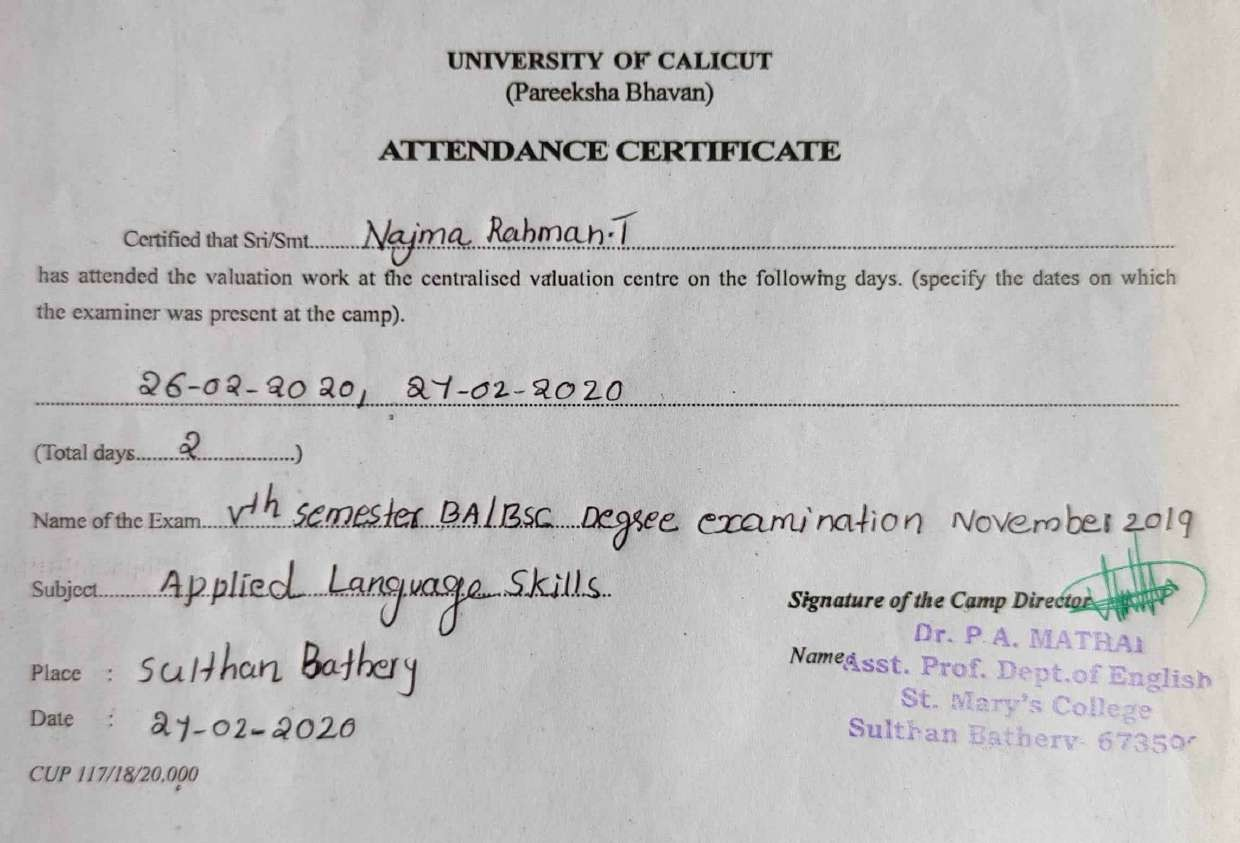 UNIVERSITY OF CALICUT
(Pareeksha Bhavan)
ATTENDANCE CERTIFICATE
Certified that Sri/Smt........Najma Rahman.T
has attended the valuation work at the centralised valuation centre on the following days. (specify the dates on which
the examiner was present at the camp).
26-02-2020, 27-02-2020
(Total days.......2...............)
Name of the Exam...Vth semester BA/BSC Degree examination November 2019
Subject..........Applied Language Skills.
Signature of the Camp Director
Dr. P.A. MATHAI
Name Asst. Prof. Dept.of English
St. Mary's College
Sulthan Bathery-
Place : Sulthan Bathery
Date : 27-02-2020
CUP 117/18/20,000